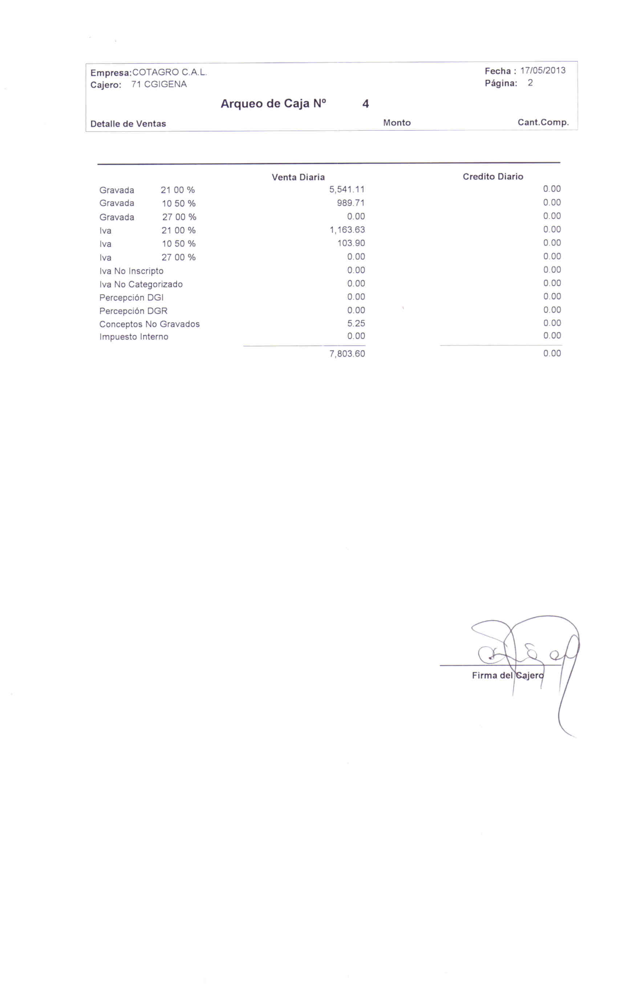 Empresa:COTAGRO C.A.L. Fecha : 17/05/2013
Cajero: 71 CGIGENA Página: 2
Arqueo de Caja Nº 4
Detalle de Ventas Monto Cant.Comp.
Venta Diaria Credito Diario
Gravada 21 00 % 5,541.11 0.00
Gravada 10 50 % 989.71 0.00
Gravada 27 00 % 0.00 0.00
Iva 21 00 % 1,163.63 0.00
Iva 10 50 % 103.90 0.00
Iva 27 00 % 0.00 0.00
Iva No Inscripto 0.00 0.00
Iva No Categorizado 0.00 0.00
Percepción DGI 0.00 0.00
Percepción DGR 0.00 0.00
Conceptos No Gravados 5.25 0.00
Impuesto Interno 0.00 0.00
7,803.60 0.00
Firma del Cajero